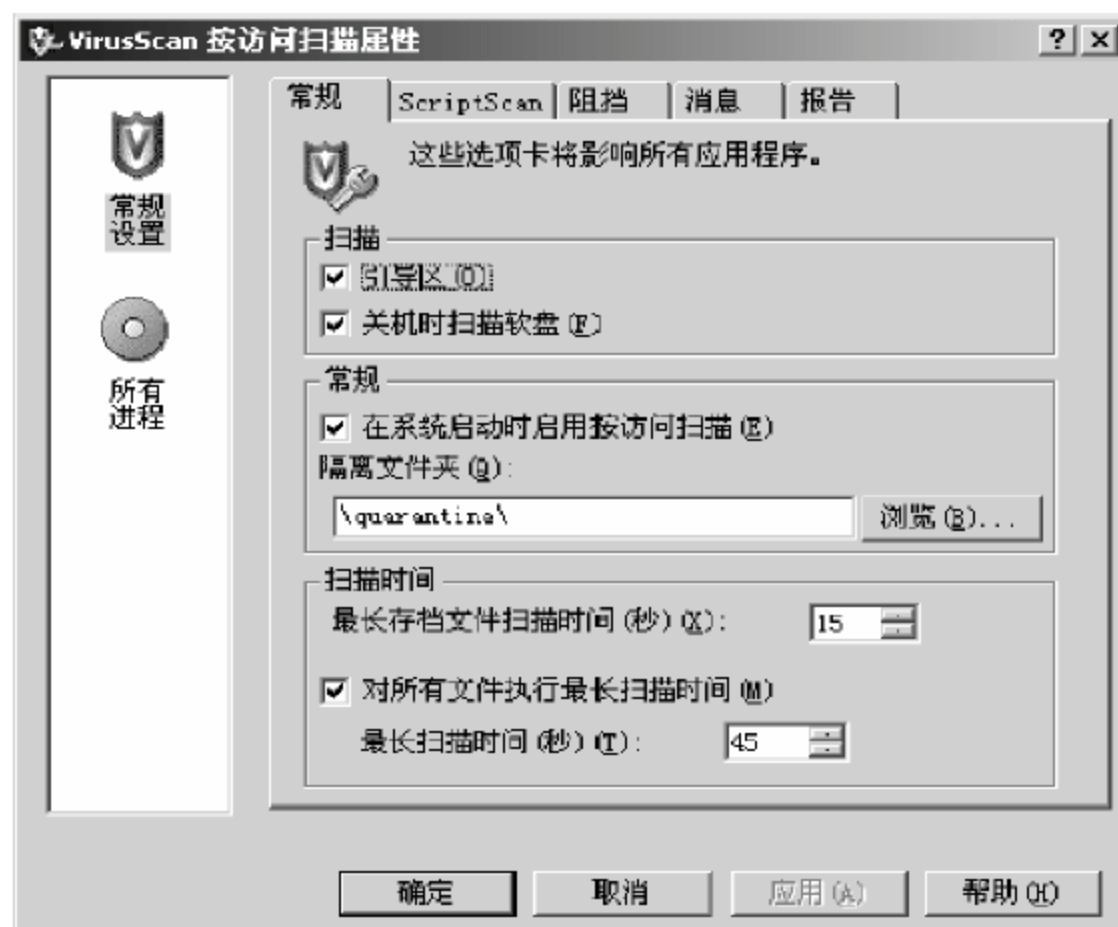 VirusScan 按访问扫描属性
常规
设置
所有
进程
常规 ScriptScan 阻挡 消息 报告
这些选项卡将影响所有应用程序。
扫描
引导区(O)
关机时扫描软盘(F)
常规
在系统启动时启用按访问扫描(E)
隔离文件夹(Q):
\quarantine\
浏览(B)...
扫描时间
最长存档文件扫描时间(秒)(X): 15
对所有文件执行最长扫描时间(M)
最长扫描时间(秒)(T): 45
确定 取消 应用(A) 帮助(H)